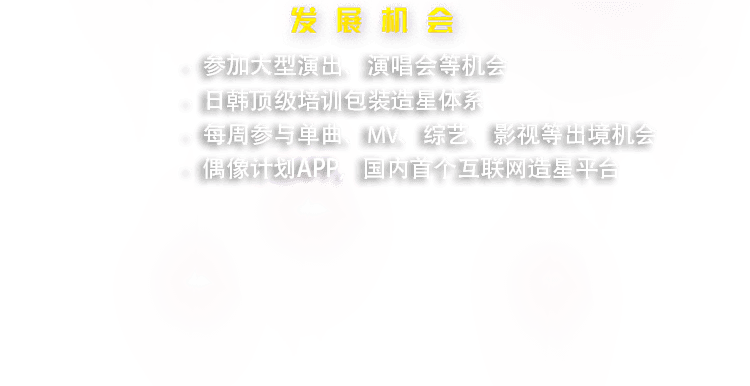 发展机会
参加大型演出、演唱会等机会
日韩顶级培训包装造星体系
每周参与单曲、MV、综艺、影视等出境机会
偶像计划APP，国内首个互联网造星平台